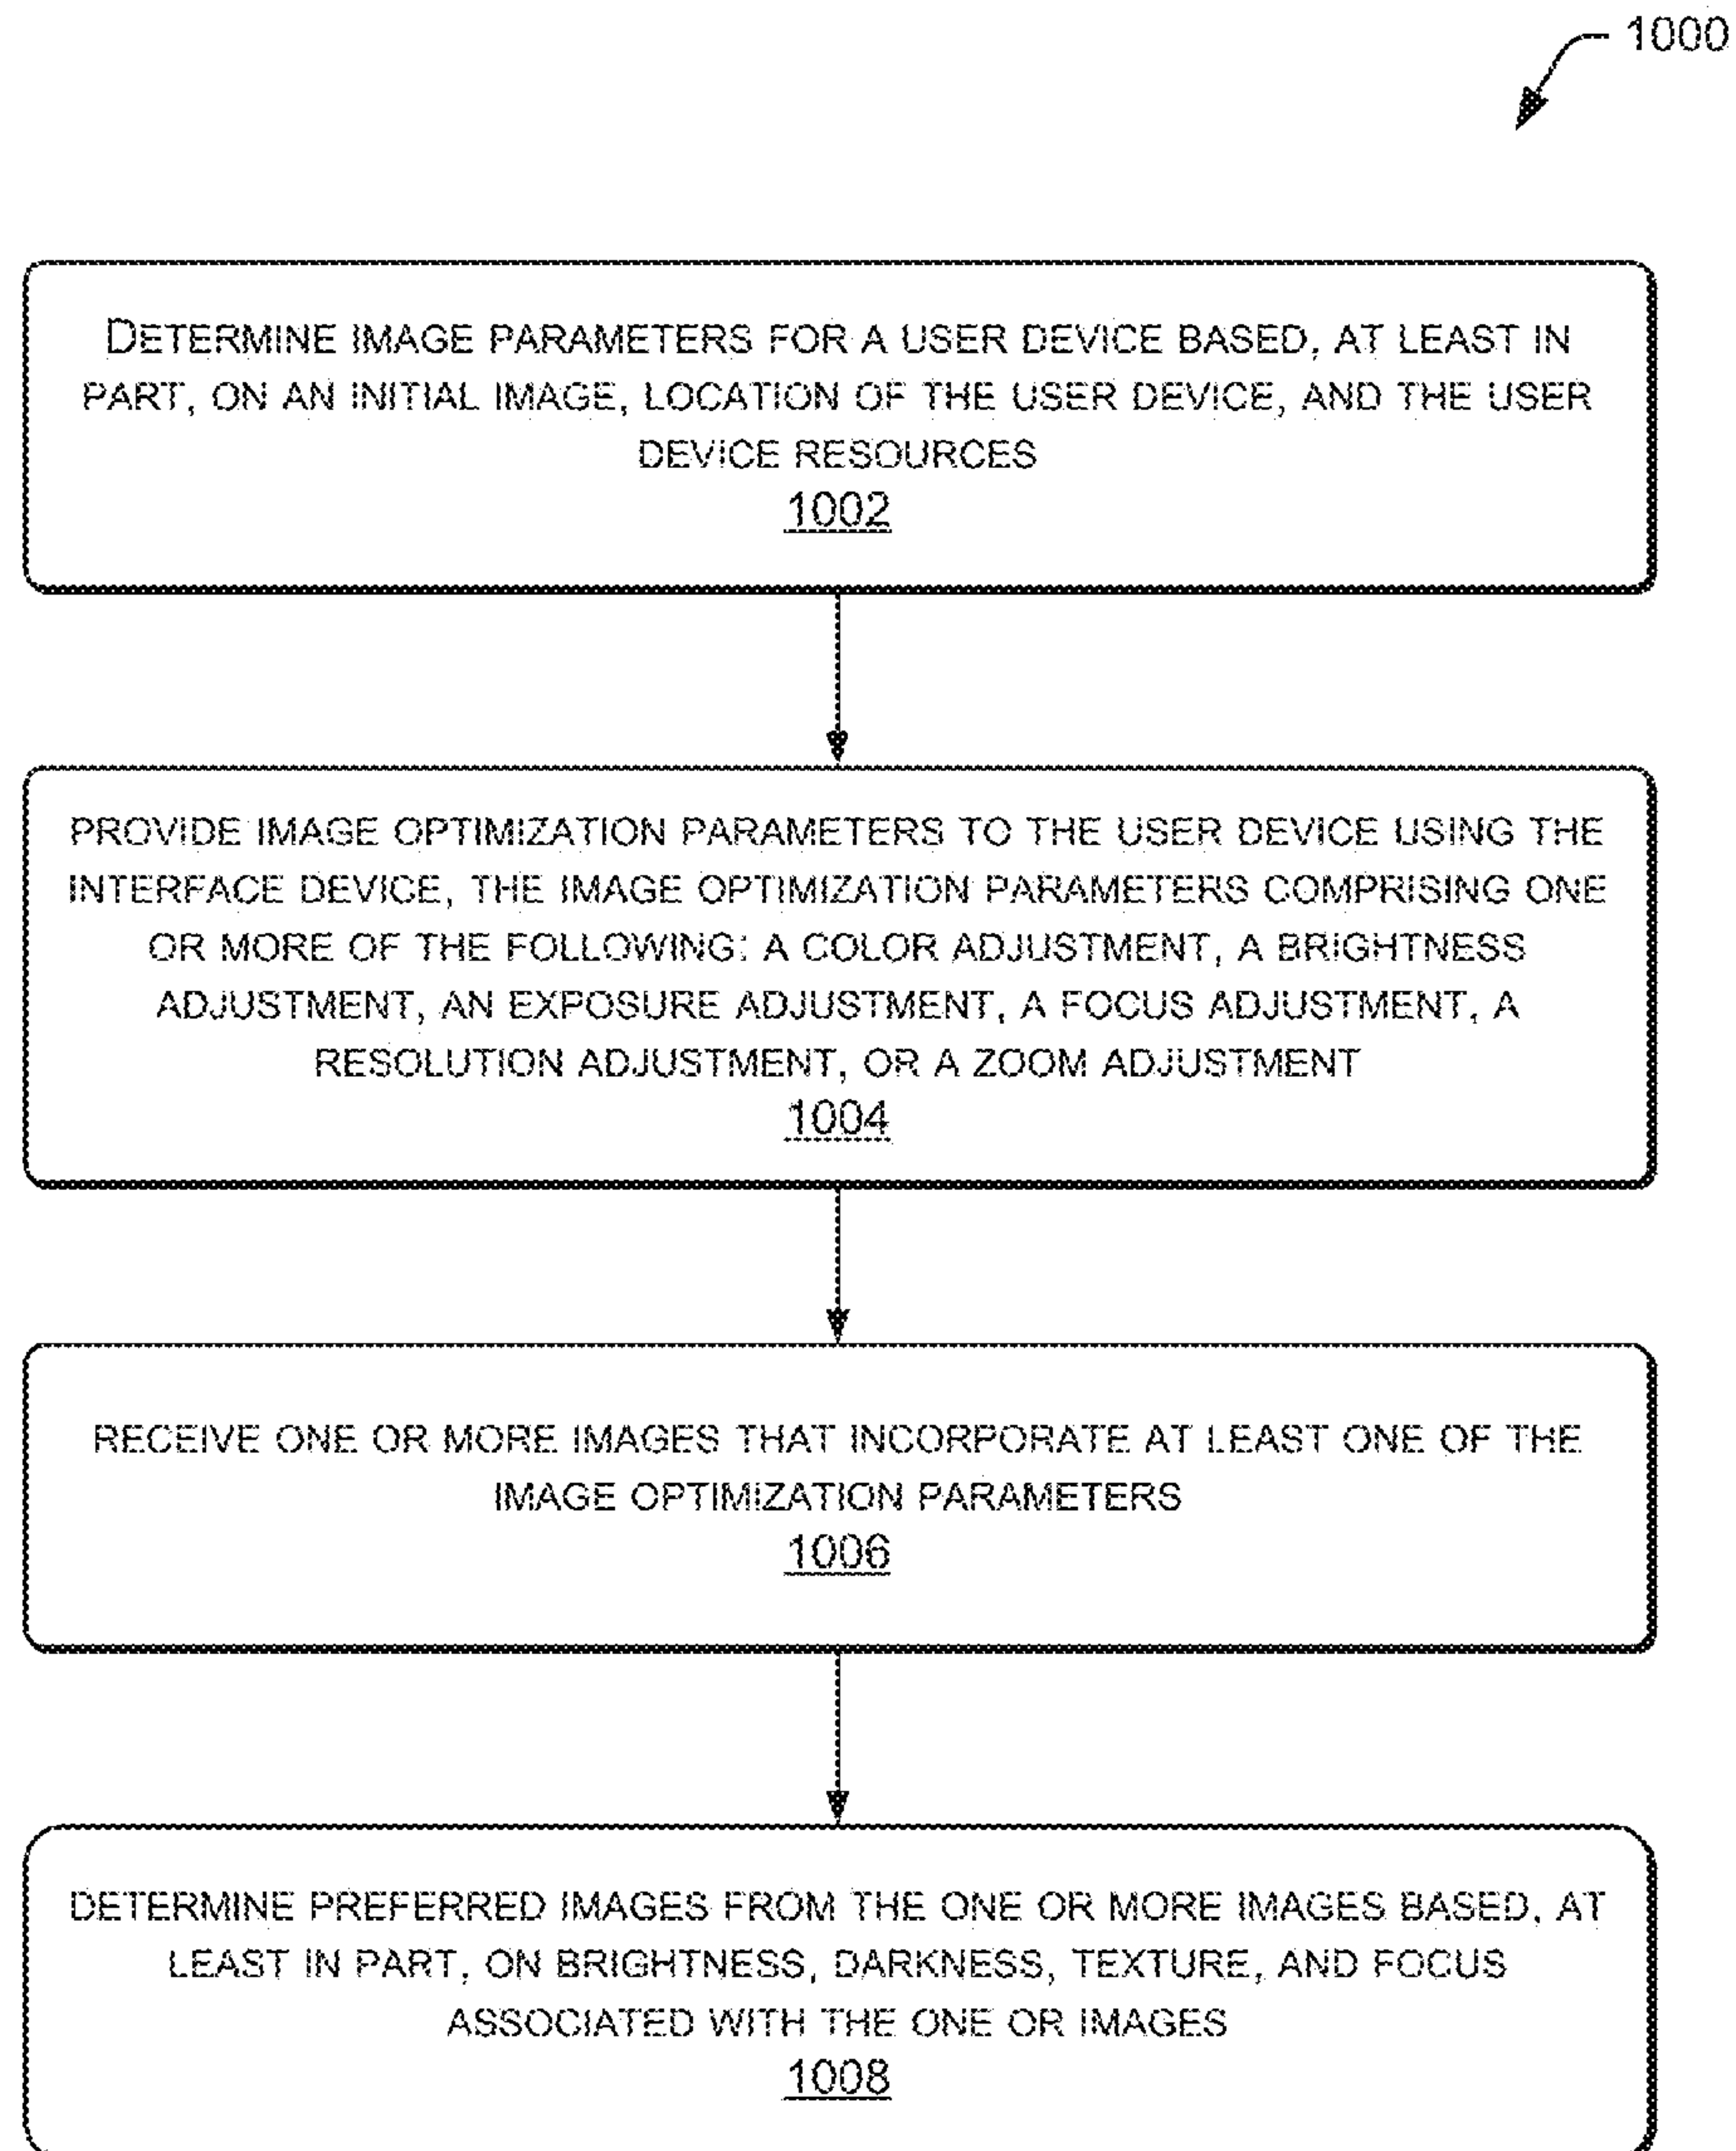 1000
DETERMINE IMAGE PARAMETERS FOR A USER DEVICE BASED, AT LEAST IN
PART, ON AN INITIAL IMAGE, LOCATION OF THE USER DEVICE, AND THE USER
DEVICE RESOURCES
1002
PROVIDE IMAGE OPTIMIZATION PARAMETERS TO THE USER DEVICE USING THE
INTERFACE DEVICE, THE IMAGE OPTIMIZATION PARAMETERS COMPRISING ONE
OR MORE OF THE FOLLOWING: A COLOR ADJUSTMENT, A BRIGHTNESS
ADJUSTMENT, AN EXPOSURE ADJUSTMENT, A FOCUS ADJUSTMENT, A
RESOLUTION ADJUSTMENT, OR A ZOOM ADJUSTMENT
1004
RECEIVE ONE OR MORE IMAGES THAT INCORPORATE AT LEAST ONE OF THE
IMAGE OPTIMIZATION PARAMETERS
1006
DETERMINE PREFERRED IMAGES FROM THE ONE OR MORE IMAGES BASED, AT
LEAST IN PART, ON BRIGHTNESS, DARKNESS, TEXTURE, AND FOCUS
ASSOCIATED WITH THE ONE OR IMAGES
1008